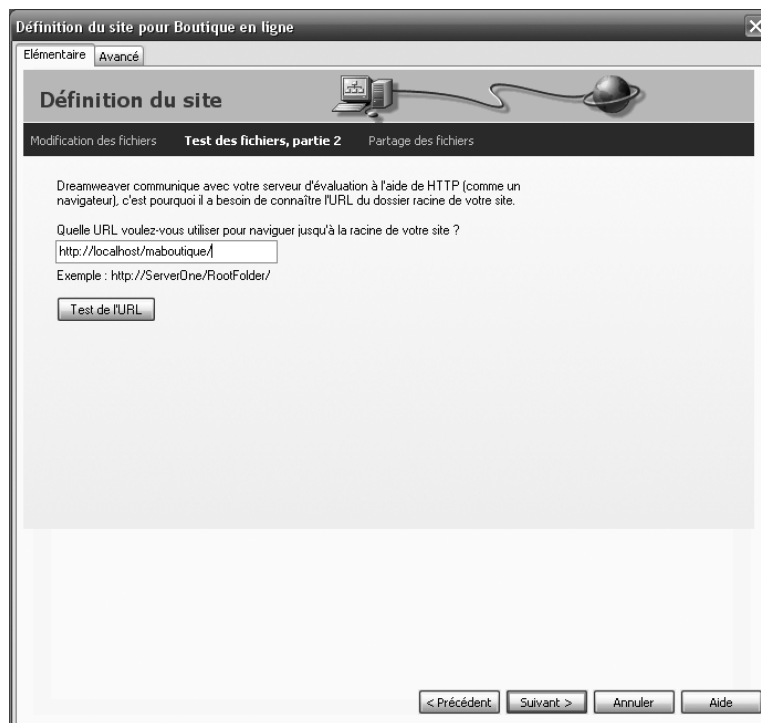 Définition du site pour Boutique en ligne
Elémentaire Avancé
Définition du site
Modification des fichiers Test des fichiers, partie 2 Partage des fichiers
Dreamweaver communique avec votre serveur d'évaluation à l'aide de HTTP (comme un
navigateur), c'est pourquoi il a besoin de connaître l'URL du dossier racine de votre site.
Quelle URL voulez-vous utiliser pour naviguer jusqu'à la racine de votre site ?
http://localhost/maboutique/
Exemple : http://ServerOne/RootFolder/
Test de l'URL
< Précédent Suivant > Annuler Aide